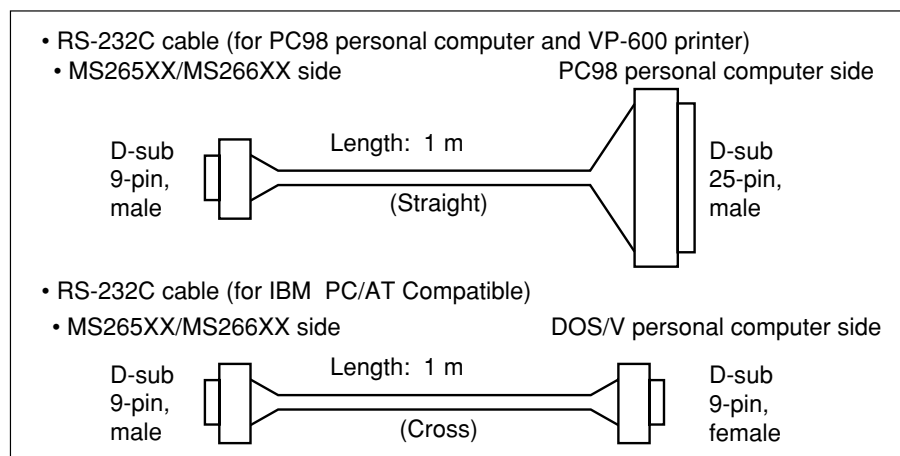 • RS-232C cable (for PC98 personal computer and VP-600 printer)
• MS265XX/MS266XX side PC98 personal computer side
D-sub
9-pin,
male
Length: 1 m
(Straight)
D-sub
25-pin,
male
• RS-232C cable (for IBM PC/AT Compatible)
• MS265XX/MS266XX side DOS/V personal computer side
D-sub
9-pin,
male
Length: 1 m
(Cross)
D-sub
9-pin,
female